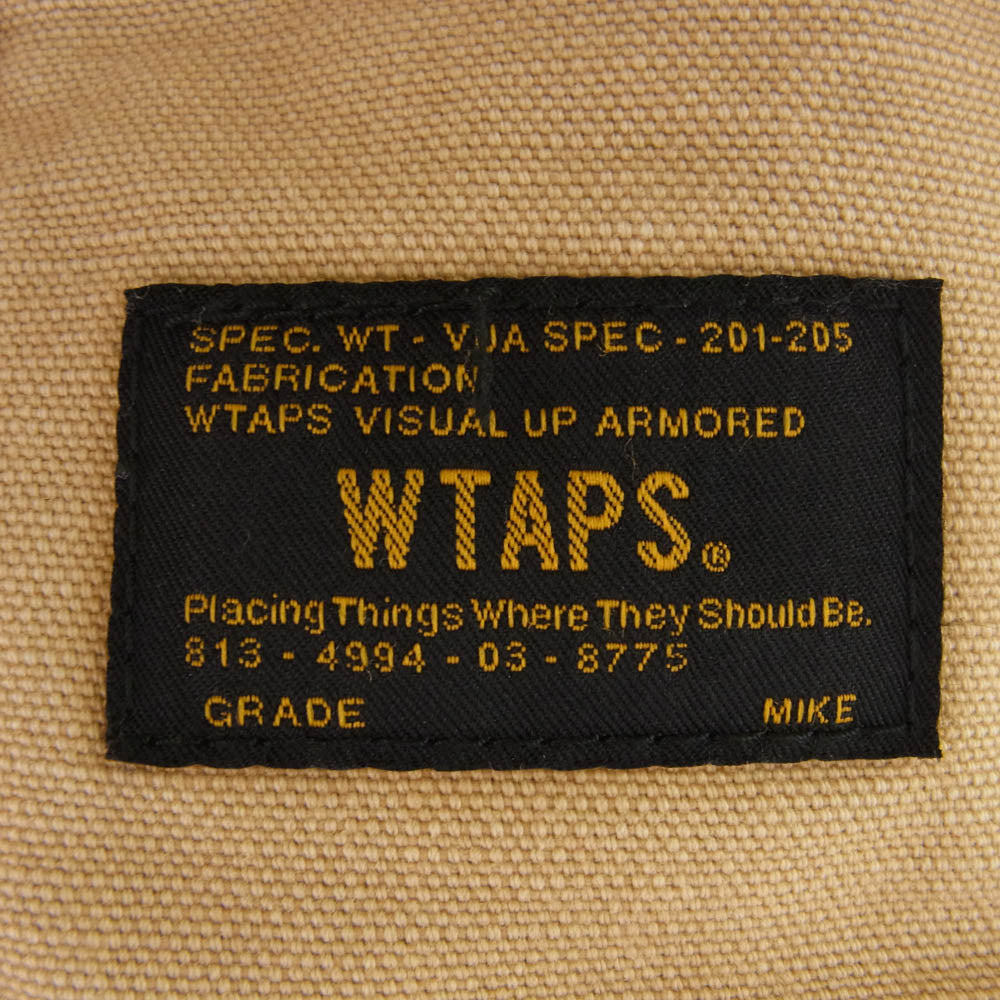 SPEC. WT - VUA SPEC - 201-205
FABRICATION
WTAPS VISUAL UP ARMORED
WTAPS®
Placing Things Where They Should Be.
813 - 4994 - 03 - 8775
GRADE MIKE